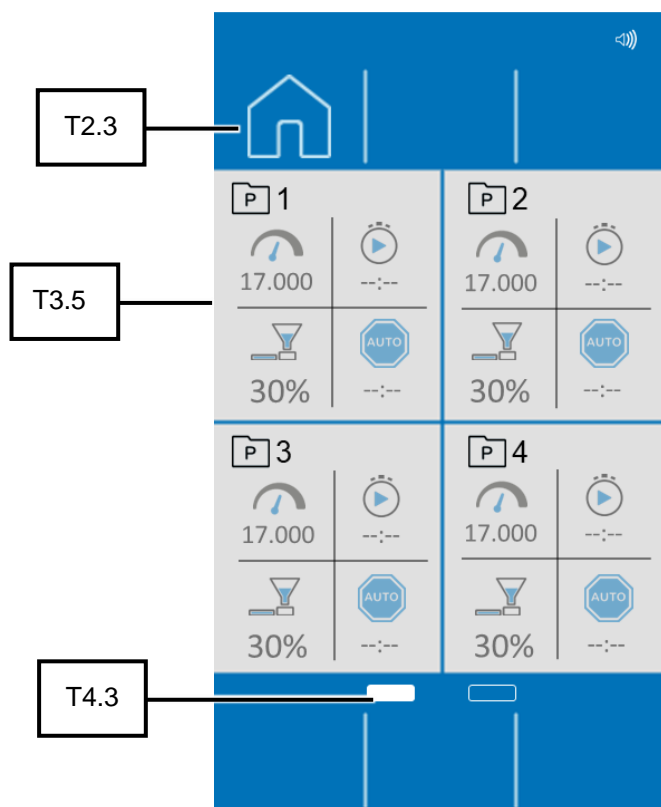 T2.3
P 1
P 2
17.000
--:--
17.000
--:--
T3.5
AUTO
AUTO
30%
--:--
30%
--:--
P 3
P 4
17.000
--:--
17.000
--:--
AUTO
AUTO
30%
--:--
30%
--:--
T4.3